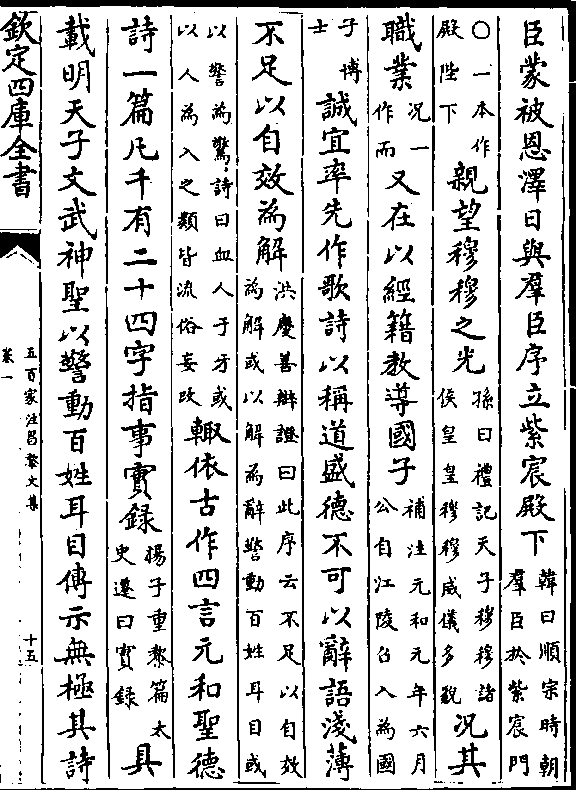 臣蒙被恩澤日與羣臣序立紫宸殿下韓曰順宗時朝羣臣於紫宸門
〇一本作殿陛下親望穆穆之光孫曰禮記天子穆穆諸侯皇皇穆穆威儀多貌况其
職業况一作而又在以經籍教導國子補注元和元年六月公自江陵召入為國
子博士誠宜率先作歌詩以稱道盛德不可以辭語淺薄
不足以自效為解洪慶善辯證曰此序云不足以自效為解或以解為辭警動百姓耳目或
以警為驚詩曰血人于牙或以人為入之類皆流俗妄改輙依古作四言元和聖德
詩一篇凡千有二十四字指事實録揚子重黎篇太史遷曰實録具
載明天子文武神聖以警動百姓耳目傳示無極其詩
欽定四庫全書
五百家注昌黎文集
卷一
十五